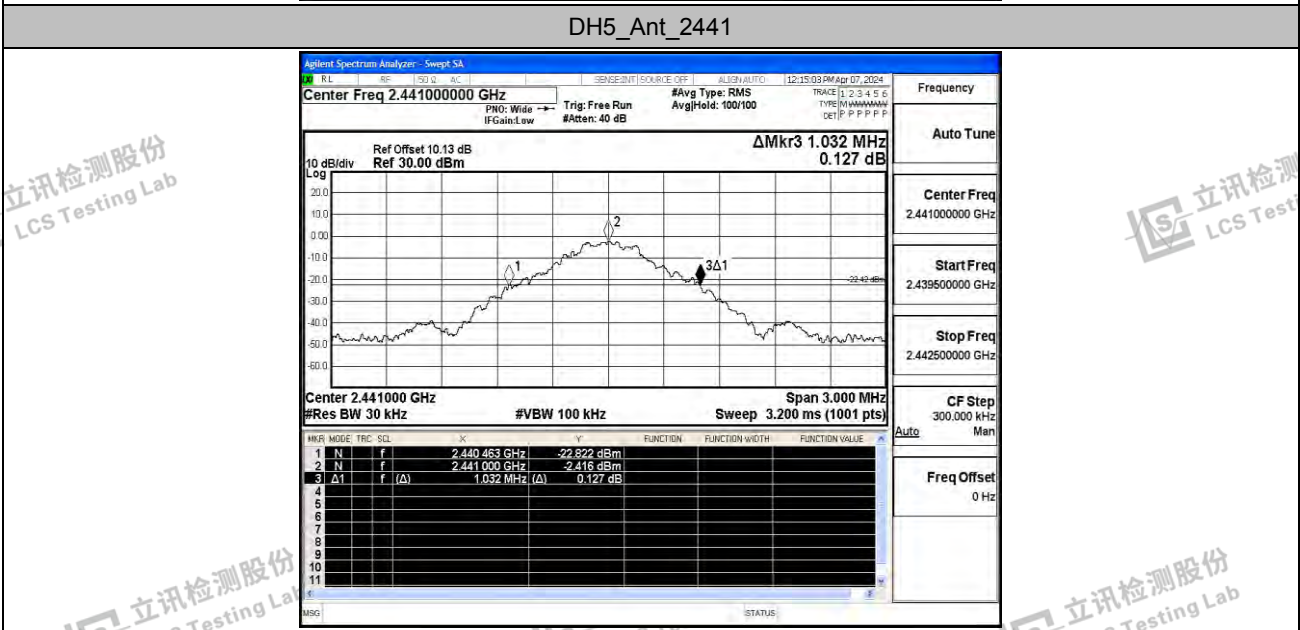 DH5_Ant_2441
Agilent Spectrum Analyzer - Swept SA
RL RF 50 Ω AC SENSE:INT SOURCE OFF ALIGN AUTO 12:15:03 PM Apr 07, 2024
Center Freq 2.441000000 GHz
PNO: Wide
IFGain:Low
Trig: Free Run
#Atten: 40 dB
#Avg Type: RMS
Avg|Hold: 100/100
TRACE 1 2 3 4 5 6
TYPE M WWWWW
DET P P P P P P
Frequency
Auto Tune
Center Freq
2.441000000 GHz
Start Freq
2.439500000 GHz
Stop Freq
2.442500000 GHz
CF Step
300.000 kHz
Auto Man
Freq Offset
0 Hz
ΔMkr3 1.032 MHz
0.127 dB
Ref Offset 10.13 dB
10 dB/div Ref 30.00 dBm
Log
20.0
10.0
0.00
-10.0
-20.0
-30.0
-40.0
-50.0
-60.0
1
2
3Δ1
-22.42 dBm
Center 2.441000 GHz Span 3.000 MHz
#Res BW 30 kHz #VBW 100 kHz Sweep 3.200 ms (1001 pts)
MKR MODE TRC SCL X Y FUNCTION FUNCTION WIDTH FUNCTION VALUE
1 N f 2.440 463 GHz -22.822 dBm
2 N f 2.441 000 GHz -2.416 dBm
3 Δ1 f (Δ) 1.032 MHz (Δ) 0.127 dB
4
5
6
7
8
9
10
11
MSG STATUS
立讯检测股份
LCS Testing Lab
立讯检测
LCS Testi
立讯检测股份
Testing Lab
立讯检测股份
Testing Lab